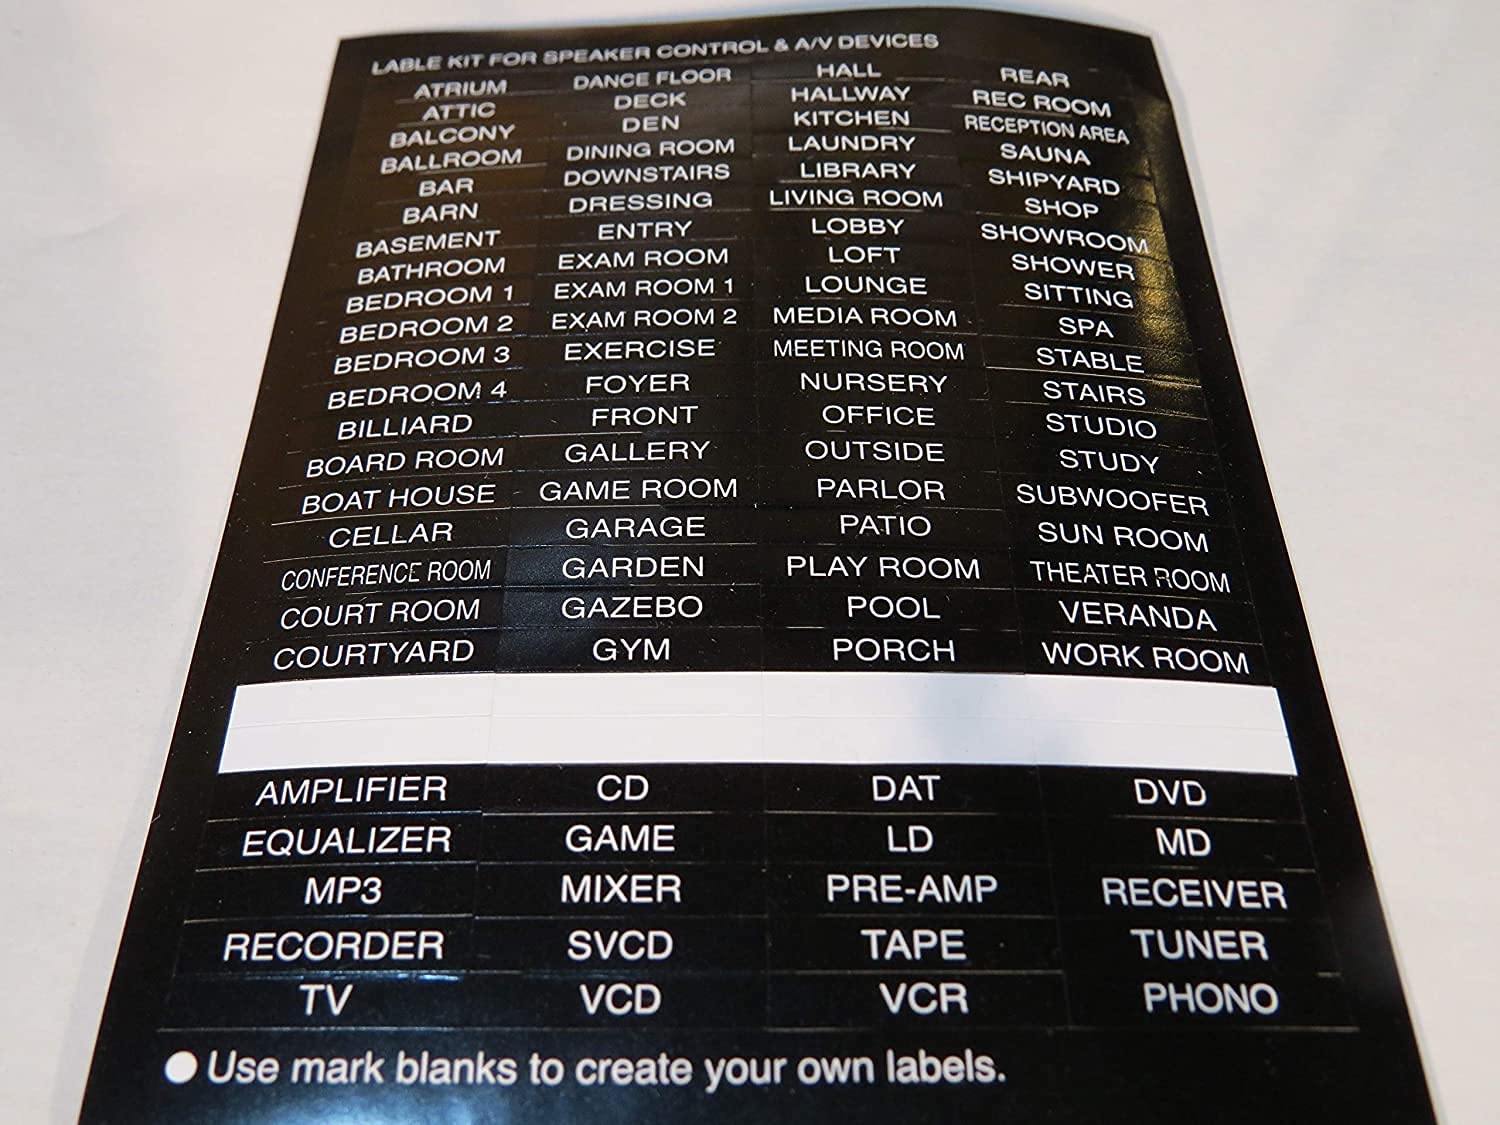 LABLE KIT FOR SPEAKER CONTROL & A/V DEVICES
ATRIUM DANCE FLOOR HALL REAR
ATTIC DECK HALLWAY REC ROOM
BALCONY DEN KITCHEN RECEPTION AREA
BALLROOM DINING ROOM LAUNDRY SAUNA
BAR DOWNSTAIRS LIBRARY SHIPYARD
BARN DRESSING LIVING ROOM SHOP
BASEMENT ENTRY LOBBY SHOWROOM
BATHROOM EXAM ROOM LOFT SHOWER
BEDROOM 1 EXAM ROOM 1 LOUNGE SITTING
BEDROOM 2 EXAM ROOM 2 MEDIA ROOM SPA
BEDROOM 3 EXERCISE MEETING ROOM STABLE
BEDROOM 4 FOYER NURSERY STAIRS
BILLIARD FRONT OFFICE STUDIO
BOARD ROOM GALLERY OUTSIDE STUDY
BOAT HOUSE GAME ROOM PARLOR SUBWOOFER
CELLAR GARAGE PATIO SUN ROOM
CONFERENCE ROOM GARDEN PLAY ROOM THEATER ROOM
COURT ROOM GAZEBO POOL VERANDA
COURTYARD GYM PORCH WORK ROOM
AMPLIFIER CD DAT DVD
EQUALIZER GAME LD MD
MP3 MIXER PRE-AMP RECEIVER
RECORDER SVCD TAPE TUNER
TV VCD VCR PHONO
● Use mark blanks to create your own labels.